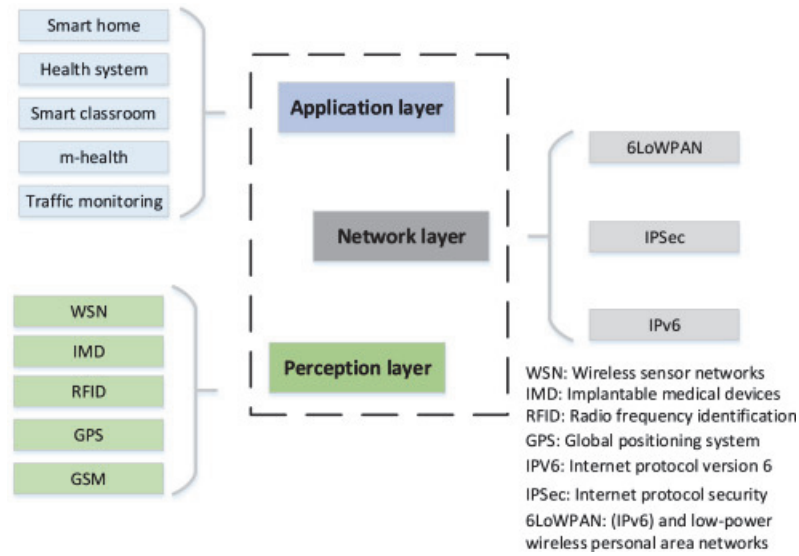 Smart home
Health system
Smart classroom
m-health
Traffic monitoring
Application layer
Network layer
Perception layer
6LoWPAN
IPSec
IPv6
WSN
IMD
RFID
GPS
GSM
WSN: Wireless sensor networks
IMD: Implantable medical devices
RFID: Radio frequency identification
GPS: Global positioning system
IPV6: Internet protocol version 6
IPSec: Internet protocol security
6LoWPAN: (IPv6) and low-power
wireless personal area networks